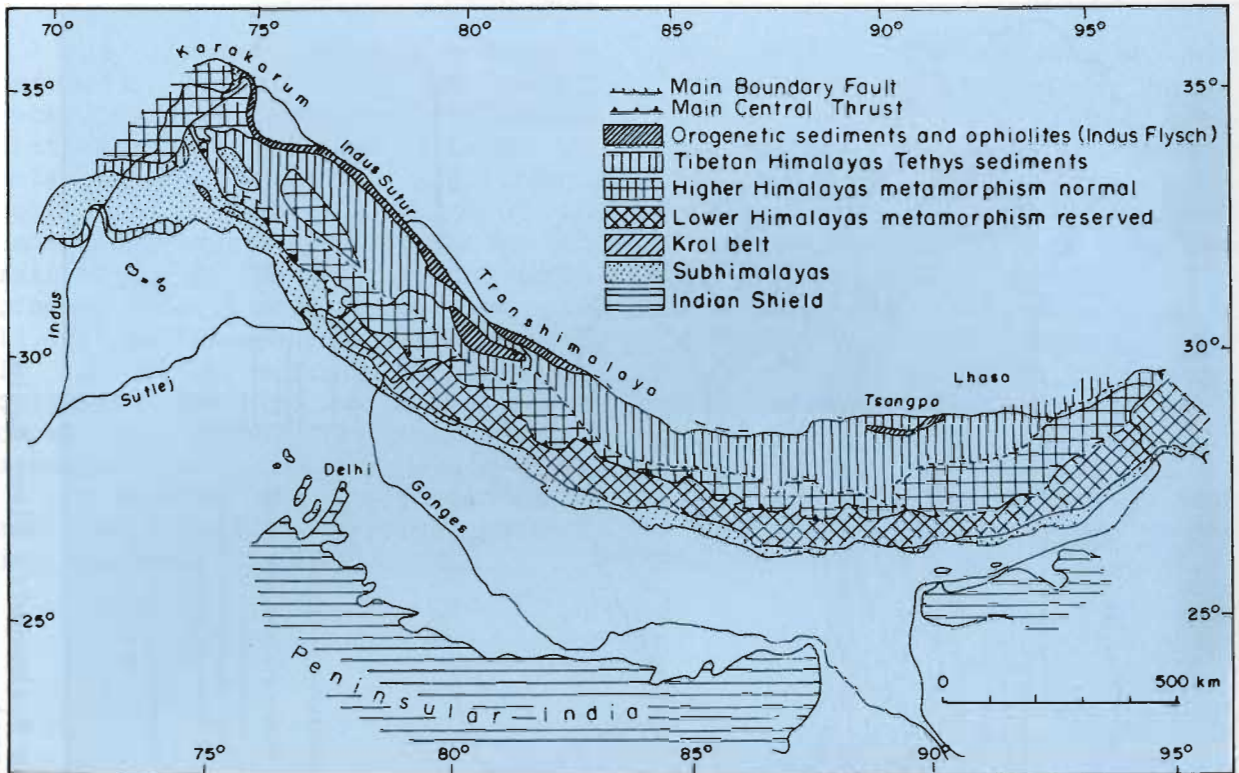 70°
75°
80°
85°
90°
95°
Karakarum
35°
35°
Main Boundary Fault
Main Central Thrust
Orogenetic sediments and ophiolites (Indus Flysch)
Tibetan Himalayas Tethys sediments
Higher Himalayas metamorphism normal
Lower Himalayas metamorphism reserved
Krol belt
Subhimalayas
Indian Shield
Indus Sutur
Transhimalaya
Indus
30°
30°
Sutlej
Lhasa
Tsangpo
Delhi
Ganges
25°
25°
Peninsular-india
0
500 km
75°
80°
85°
90°
95°